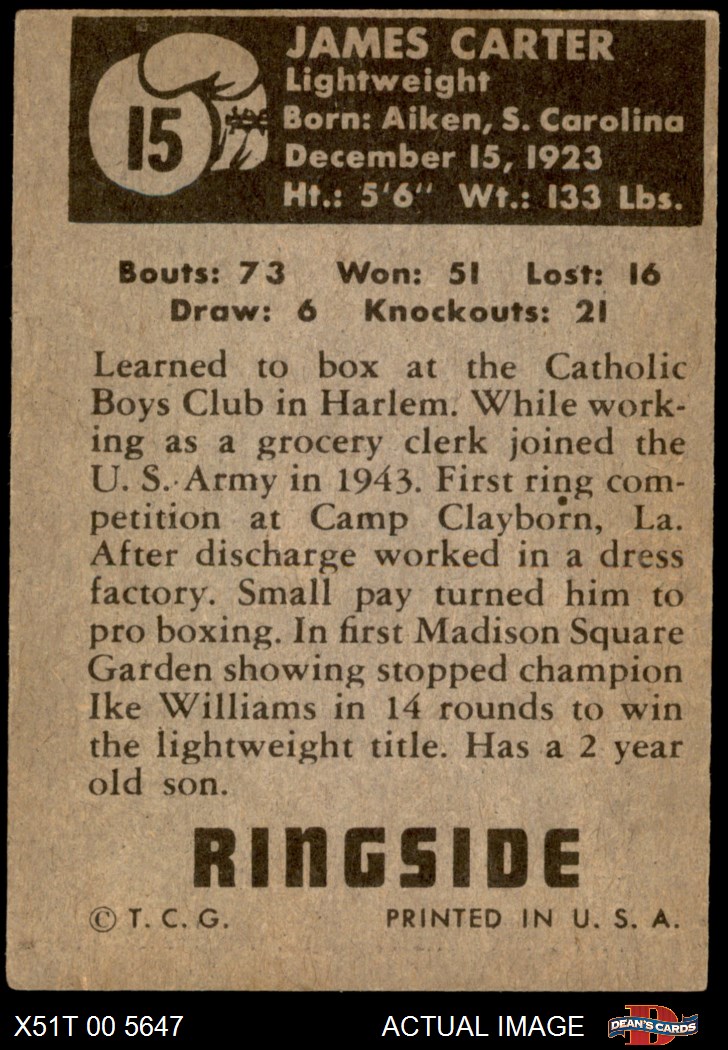 15
JAMES CARTER
Lightweight
Born: Aiken, S. Carolina
December 15, 1923
Ht.: 5'6" Wt.: 133 Lbs.
Bouts: 73 Won: 51 Lost: 16
Draw: 6 Knockouts: 21
Learned to box at the Catholic
Boys Club in Harlem. While work-
ing as a grocery clerk joined the
U. S. Army in 1943. First ring com-
petition at Camp Clayborn, La.
After discharge worked in a dress
factory. Small pay turned him to
pro boxing. In first Madison Square
Garden showing stopped champion
Ike Williams in 14 rounds to win
the lightweight title. Has a 2 year
old son.
RINGSIDE
© T. C. G. PRINTED IN U. S. A.
X51T 00 5647 ACTUAL IMAGE D DEAN'S CARDS